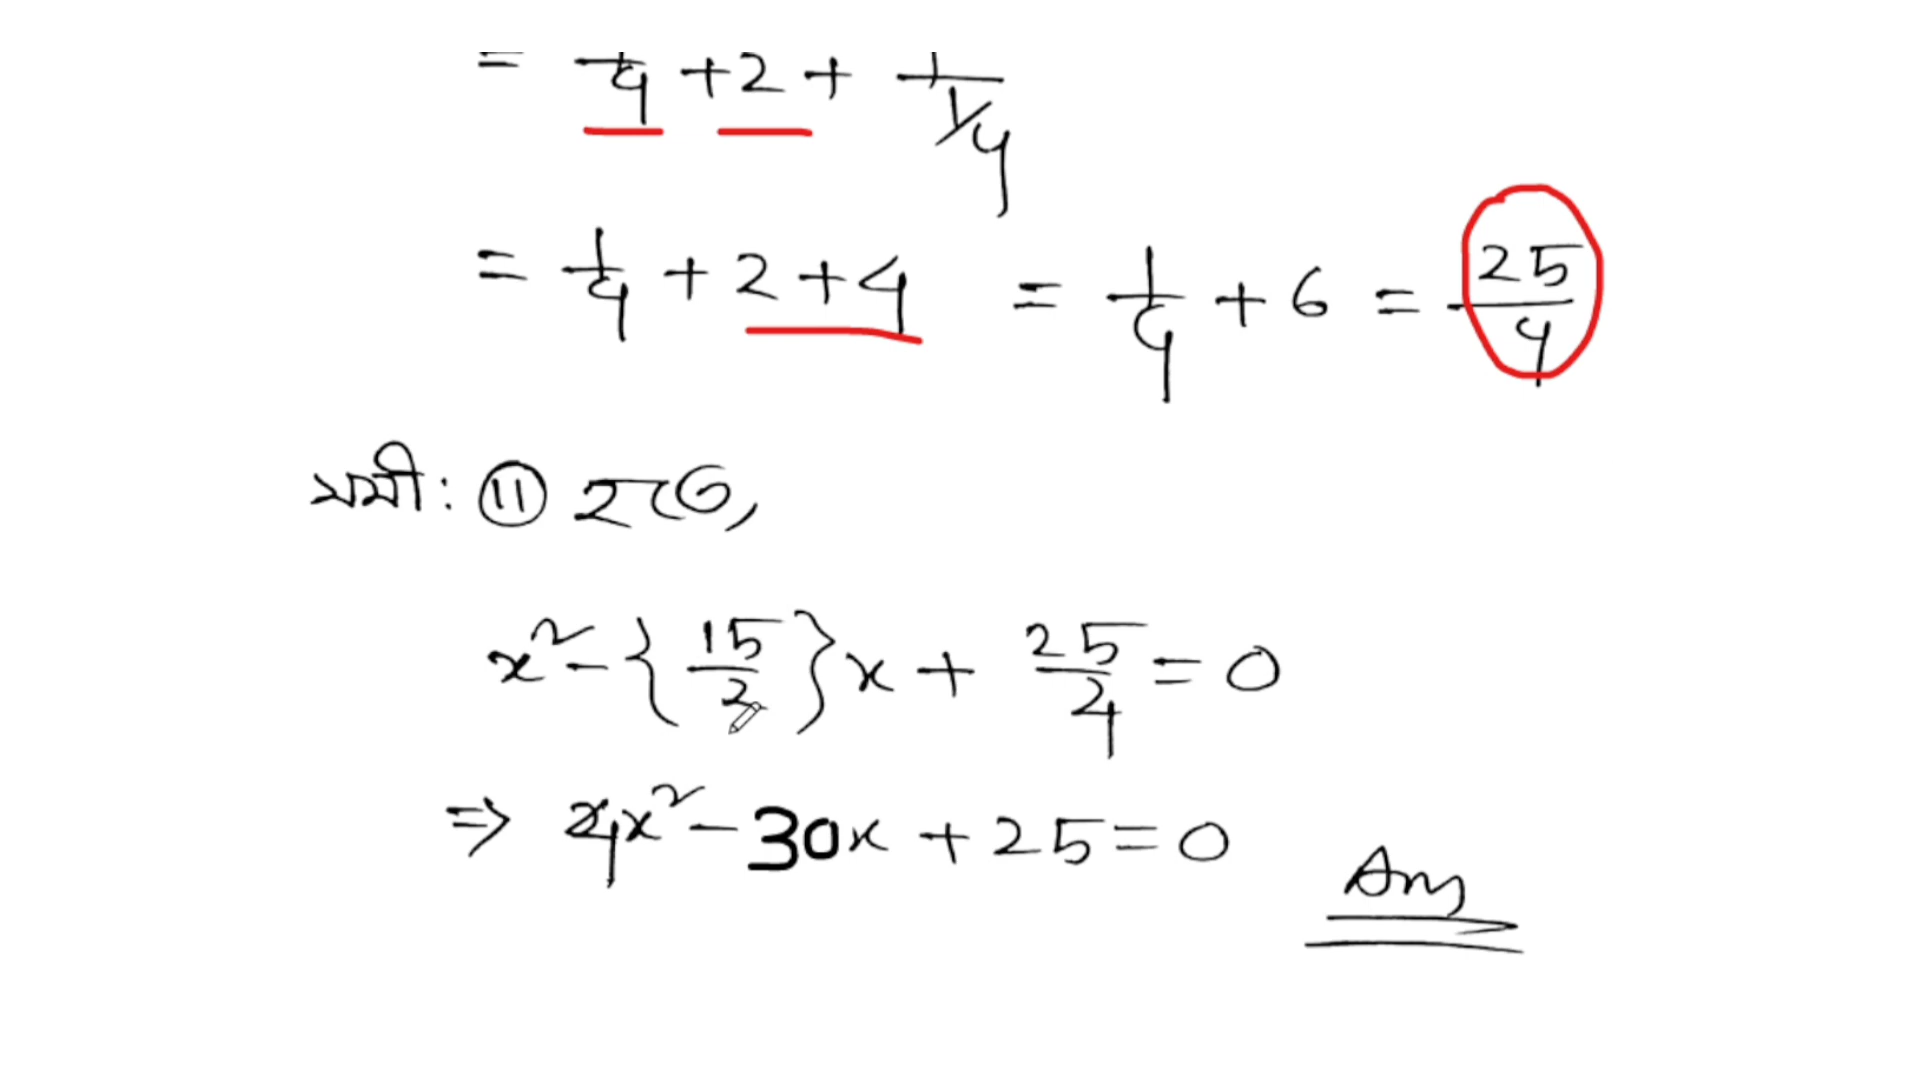 = 1/4 + 2 + 1/(1/4)
= 1/4 + 2 + 4 = 1/4 + 6 = 25/4
সমী: (ii) হতে,
x² - {15/2}x + 25/4 = 0
⇒ 4x² - 30x + 25 = 0
Ans